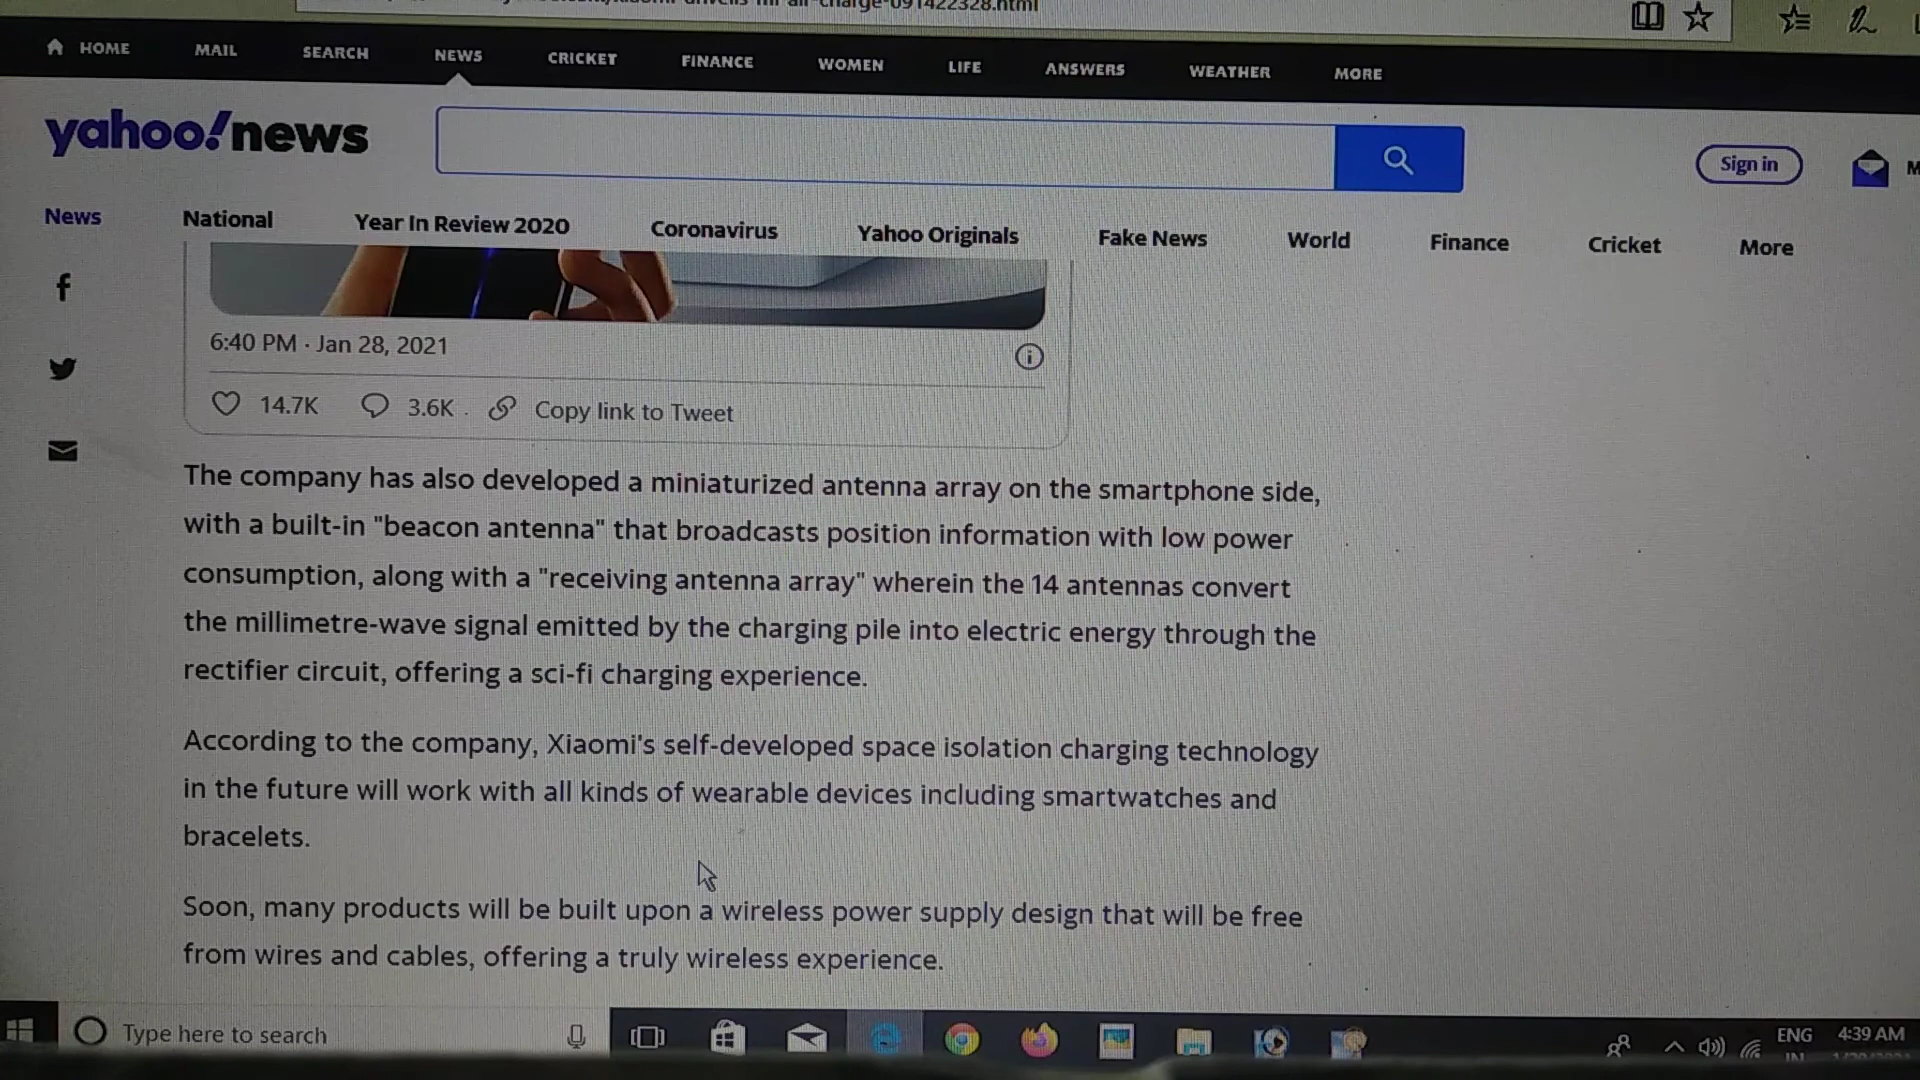 charge-091422328.html
HOME MAIL SEARCH NEWS CRICKET FINANCE WOMEN LIFE ANSWERS WEATHER MORE
yahoo!news
Sign in
News National Year In Review 2020 Coronavirus Yahoo Originals Fake News World Finance Cricket More
6:40 PM · Jan 28, 2021
14.7K 3.6K Copy link to Tweet
The company has also developed a miniaturized antenna array on the smartphone side,
with a built-in "beacon antenna" that broadcasts position information with low power
consumption, along with a "receiving antenna array" wherein the 14 antennas convert
the millimetre-wave signal emitted by the charging pile into electric energy through the
rectifier circuit, offering a sci-fi charging experience.
According to the company, Xiaomi's self-developed space isolation charging technology
in the future will work with all kinds of wearable devices including smartwatches and
bracelets.
Soon, many products will be built upon a wireless power supply design that will be free
from wires and cables, offering a truly wireless experience.
Type here to search
ENG 4:39 AM
IN